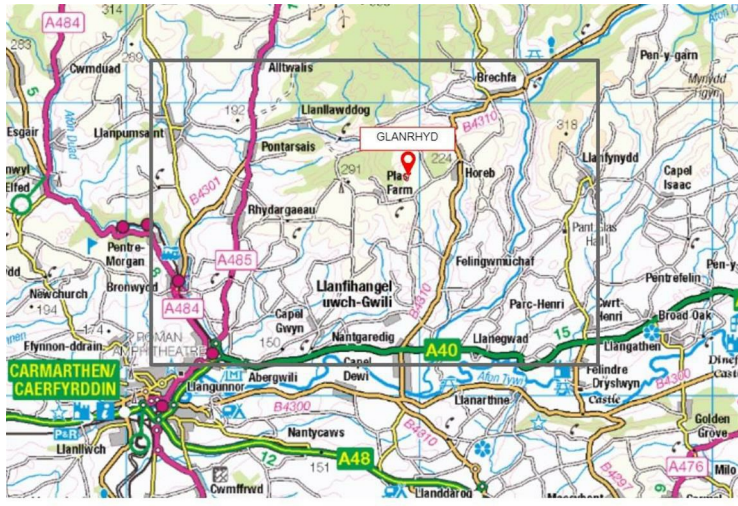 A484
314
283
Cwmduad
289
Alltwalis
Brechfa
Pen-y-garn
Mynydd
Esgair
Llanpumsaint
192
Llanllawddog
GLANRHYD
B4310
318
Pontarsais
224
Llanfynydd
Elfed
B4301
291
Plas
Farm
Horeb
Capel
Isaac
Rhydargaeau
Pant Glas
Hall
Pentre-
Morgan
A485
Felingwmuchaf
Bronwydd
Newchurch
194
A484
Llanfihangel
uwch-Gwili
B4310
Parc-Henri
Cwrt-
Henri
Pentrefelin
Pen-y-
Broad Oak
174
Capel
Gwyn
Ffynnon-ddrain
ROMAN
AMPHITHEATRE
150
Nantgaredig
A40
Llanegwad
15
Llangathen
CARMARTHEN/
CAERFYRDDIN
Llangunnor
Abergwili
Capel
Dewi
Afon Tywi
Felindre
Dryslwyn
Castle
B4300
B4300
Llanarthne
P&R
Llanllwch
Nantycaws
B4310
Golden
Grove
12
151
A48
Cwmffrwd
Llanddarog
B4297
A476
Milo